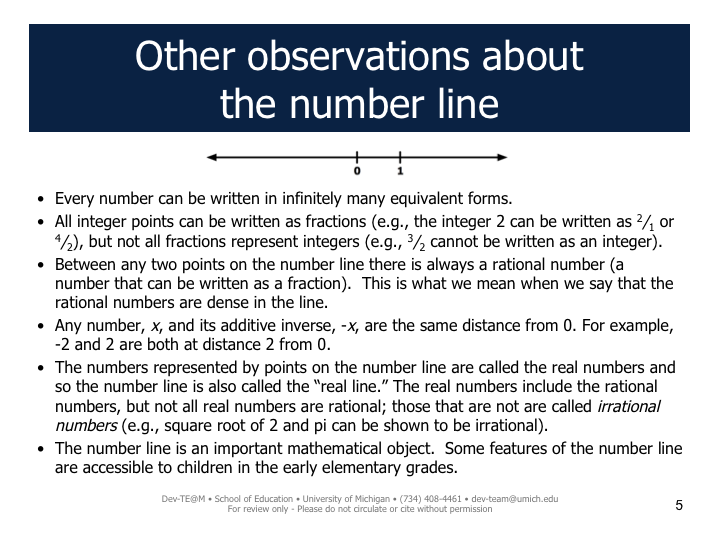 Other observations about
the number line
0 1
• Every number can be written in infinitely many equivalent forms.
• All integer points can be written as fractions (e.g., the integer 2 can be written as 2/1 or
4/2), but not all fractions represent integers (e.g., 3/2 cannot be written as an integer).
• Between any two points on the number line there is always a rational number (a
number that can be written as a fraction).  This is what we mean when we say that the
rational numbers are dense in the line.
• Any number, x, and its additive inverse, -x, are the same distance from 0. For example,
-2 and 2 are both at distance 2 from 0.
• The numbers represented by points on the number line are called the real numbers and
so the number line is also called the “real line.” The real numbers include the rational
numbers, but not all real numbers are rational; those that are not are called irrational
numbers (e.g., square root of 2 and pi can be shown to be irrational).
• The number line is an important mathematical object.  Some features of the number line
are accessible to children in the early elementary grades.
Dev-TE@M • School of Education • University of Michigan • (734) 408-4461 • dev-team@umich.edu
For review only - Please do not circulate or cite without permission
5